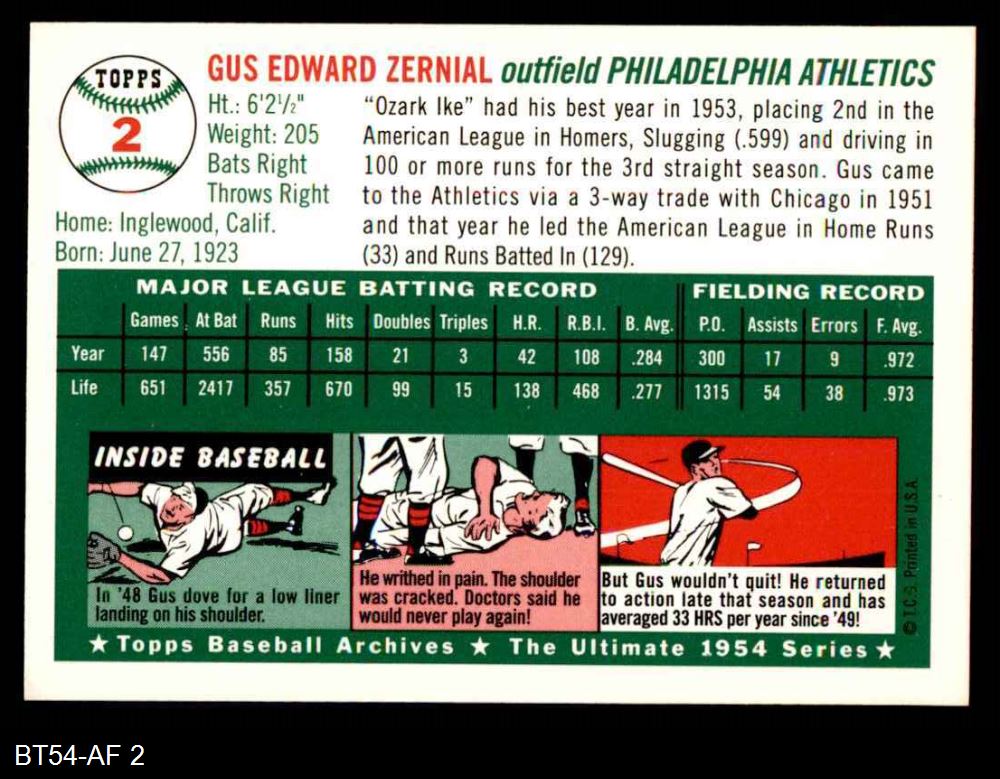 TOPPS
2
GUS EDWARD ZERNIAL outfield PHILADELPHIA ATHLETICS
Ht.: 6'2½"
Weight: 205
Bats Right
Throws Right
Home: Inglewood, Calif.
Born: June 27, 1923
“Ozark Ike” had his best year in 1953, placing 2nd in the
American League in Homers, Slugging (.599) and driving in
100 or more runs for the 3rd straight season. Gus came
to the Athletics via a 3-way trade with Chicago in 1951
and that year he led the American League in Home Runs
(33) and Runs Batted In (129).
MAJOR LEAGUE BATTING RECORD FIELDING RECORD
Games At Bat Runs Hits Doubles Triples H.R. R.B.I. B. Avg. P.O. Assists Errors F. Avg.
Year 147 556 85 158 21 3 42 108 .284 300 17 9 .972
Life 651 2417 357 670 99 15 138 468 .277 1315 54 38 .973
INSIDE BASEBALL
In '48 Gus dove for a low liner
landing on his shoulder.
He writhed in pain. The shoulder
was cracked. Doctors said he
would never play again!
But Gus wouldn't quit! He returned
to action late that season and has
averaged 33 HRS per year since '49!
© T.C.G. Printed in U.S.A.
★ Topps Baseball Archives ★ The Ultimate 1954 Series ★
BT54-AF 2